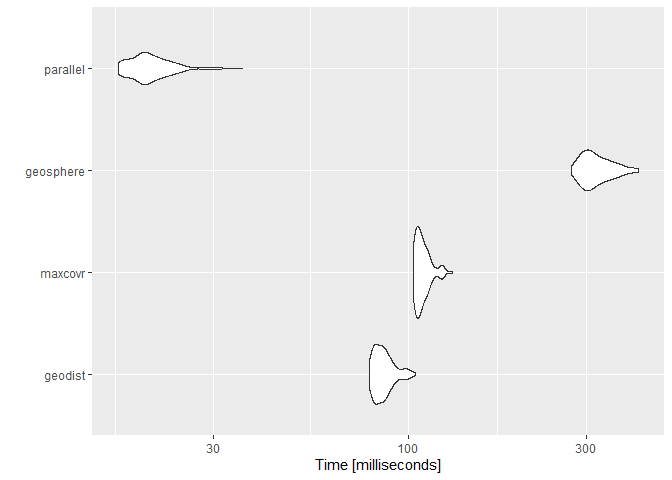 parallel
geosphere
maxcovr
geodist
30
100
300
Time [milliseconds]